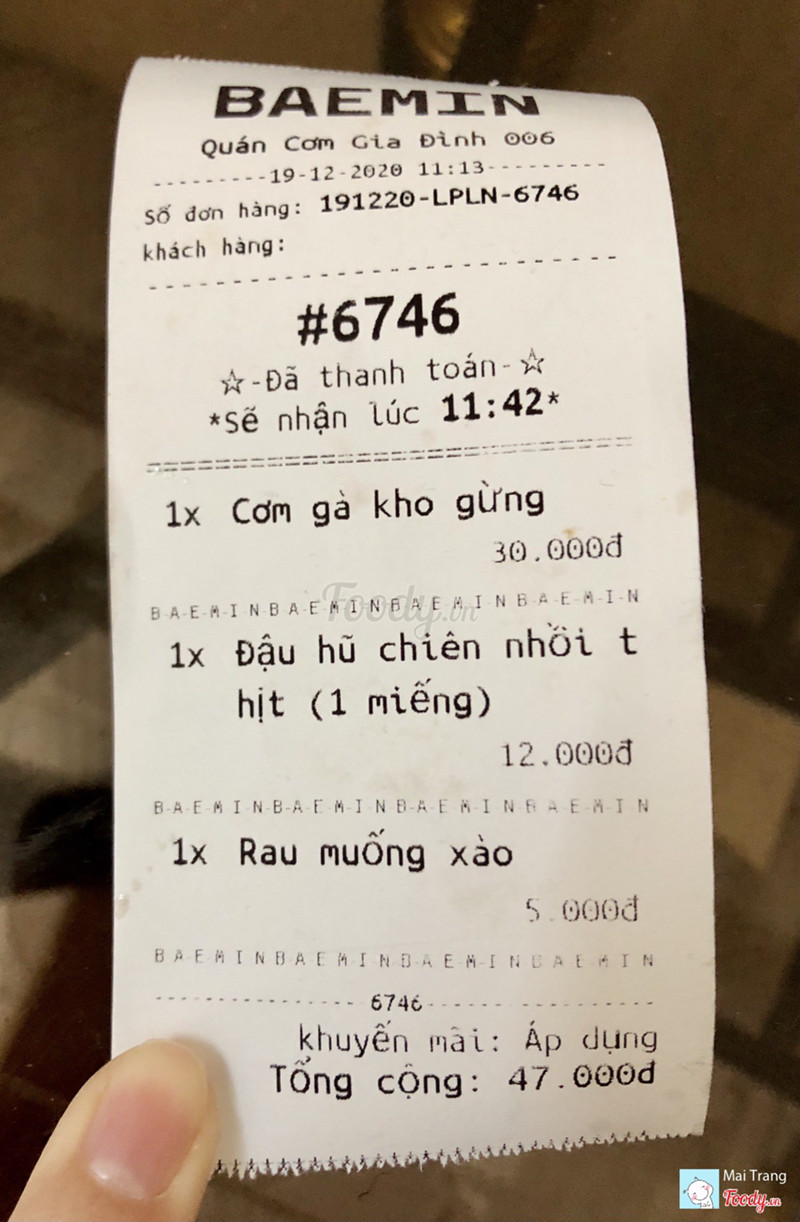 BAEMIN
Quán Cơm Gia Đình 006
---------19-12-2020 11:13---------
Số đơn hàng: 191220-LPLN-6746
khách hàng:
#6746
☆-Đã thanh toán-☆
*Sẽ nhận lúc 11:42*
1x Cơm gà kho gừng
30.000đ
B-A-E-M-I-N-B-A-E-M-I-N-B-A-E-M-I-N-B-A-E-M-I-N
Foody.vn
1x Đậu hũ chiên nhồi t
hịt (1 miếng)
12.000đ
B-A-E-M-I-N-B-A-E-M-I-N-B-A-E-M-I-N-B-A-E-M-I-N
1x Rau muống xào
5.000đ
B-A-E-M-I-N-B-A-E-M-I-N-B-A-E-M-I-N-B-A-E-M-I-N
----------------6746----------------
khuyến mãi: Áp dụng
Tổng cộng: 47.000đ
Mai Trang
Foody.vn